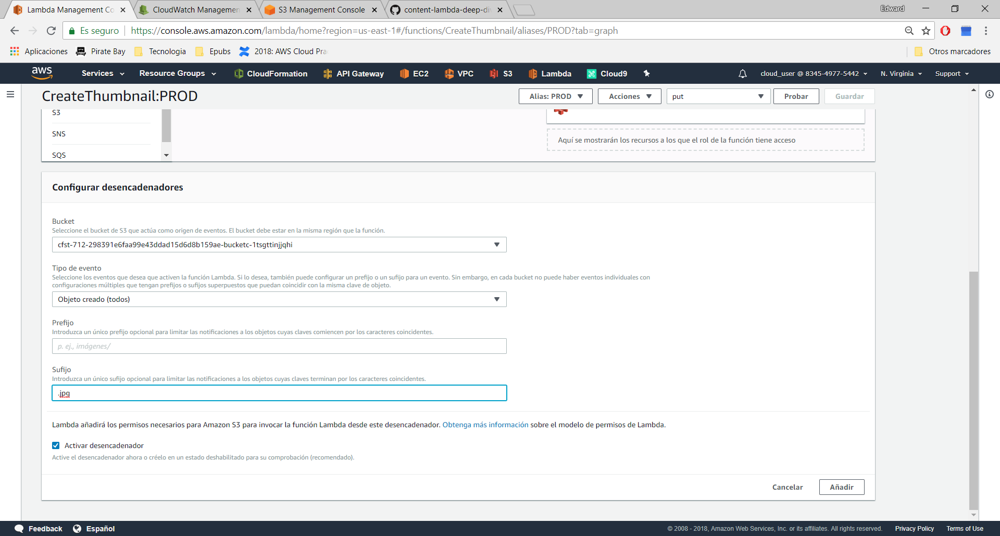 Lambda Management Co
CloudWatch Managemen
S3 Management Console
content-lambda-deep-di
Edward
Es seguro
https://console.aws.amazon.com/lambda/home?region=us-east-1#/functions/CreateThumbnail/aliases/PROD?tab=graph
Aplicaciones
Pirate Bay
Tecnologia
Epubs
2018: AWS Cloud Pra
Otros marcadores
aws
Services
Resource Groups
CloudFormation
API Gateway
EC2
VPC
S3
Lambda
Cloud9
cloud_user @ 8345-4977-5442
N. Virginia
Support
CreateThumbnail:PROD
Alias: PROD
Acciones
put
Probar
Guardar
S3
SNS
SQS
Aquí se mostrarán los recursos a los que el rol de la función tiene acceso
Configurar desencadenadores
Bucket
Seleccione el bucket de S3 que actúa como origen de eventos. El bucket debe estar en la misma región que la función.
cfst-712-298391e6faa99e43ddad15d6d8b159ae-bucketc-1tsgttinjjqhi
Tipo de evento
Seleccione los eventos que desea que activen la función Lambda. Si lo desea, también puede configurar un prefijo o un sufijo para un evento. Sin embargo, en cada bucket no puede haber eventos individuales con
configuraciones múltiples que tengan prefijos o sufijos superpuestos que puedan coincidir con la misma clave de objeto.
Objeto creado (todos)
Prefijo
Introduzca un único prefijo opcional para limitar las notificaciones a los objetos cuyas claves comiencen por los caracteres coincidentes.
p. ej., imágenes/
Sufijo
Introduzca un único sufijo opcional para limitar las notificaciones a los objetos cuyas claves terminan por los caracteres coincidentes.
.jpg
Lambda añadirá los permisos necesarios para Amazon S3 para invocar la función Lambda desde este desencadenador. Obtenga más información sobre el modelo de permisos de Lambda.
Activar desencadenador
Active el desencadenador ahora o créelo en un estado deshabilitado para su comprobación (recomendado).
Cancelar
Añadir
Feedback
Español
© 2008 - 2018, Amazon Web Services, Inc. or its affiliates. All rights reserved.
Privacy Policy
Terms of Use